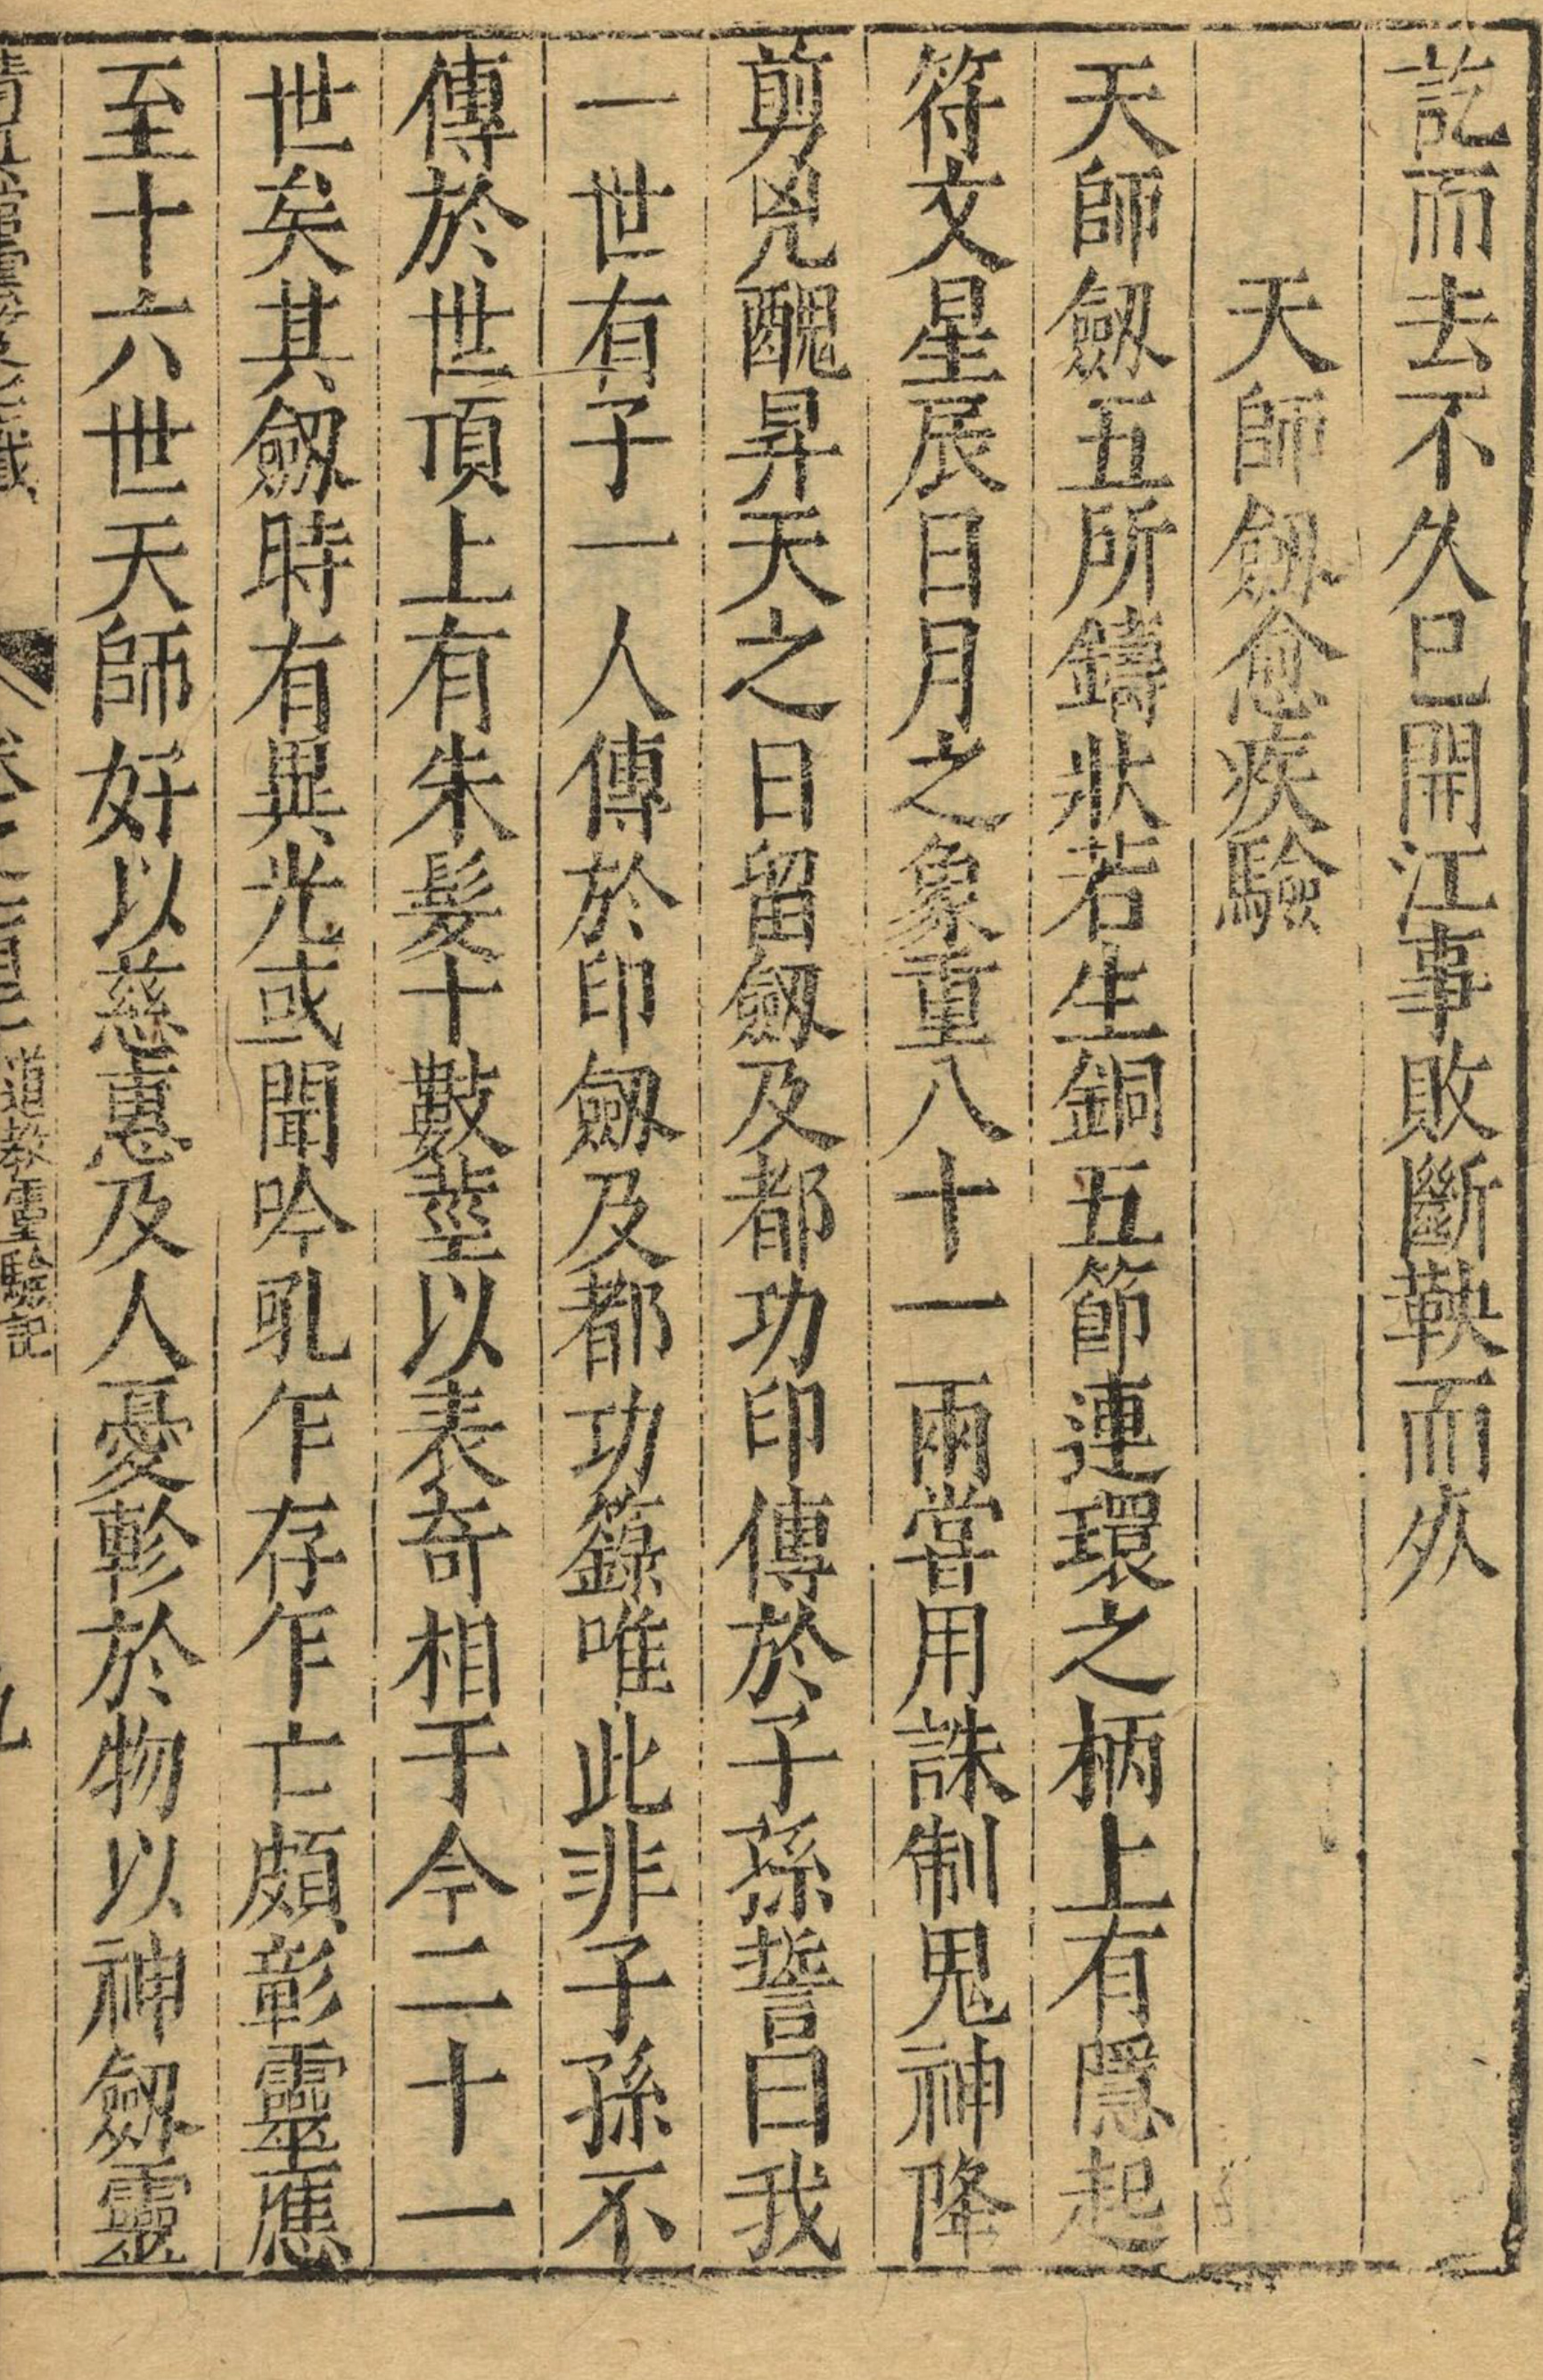 訖而去不久已開江事敗斷鞅而外
天師劒愈疾驗
天師劒五所鑄狀若生銅五節連環之柄上有隱起
符文星辰日月之象重八十一兩嘗用誅制鬼神降
剪兇醜昇天之日留劒及都功印傳於子孫誓曰我
一世有子一人傳於印劒及都功籙唯此非子孫不
傳於世頂上有朱髮十數莖以表奇相于今二十一
世矣其劒時有異光或聞吟吼乍存乍亡頗彰靈應
至十六世天師好以慈惠及人憂軫於物以神劒靈
道教靈驗記